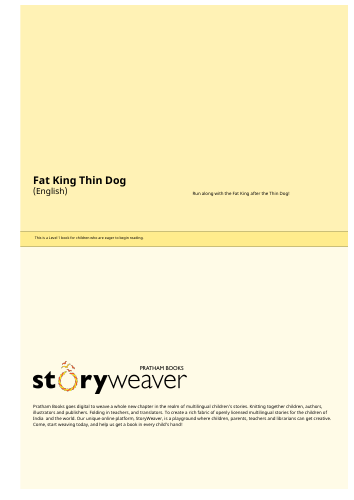 Fat King Thin Dog
(English)
Run along with the Fat King after the Thin Dog!
This is a Level 1 book for children who are eager to begin reading.
PRATHAM BOOKS
storyweaver
Pratham Books goes digital to weave a whole new chapter in the realm of multilingual children's stories. Knitting together children, authors,
illustrators and publishers. Folding in teachers, and translators. To create a rich fabric of openly licensed multilingual stories for the children of
India and the world. Our unique online platform, StoryWeaver, is a playground where children, parents, teachers and librarians can get creative.
Come, start weaving today, and help us get a book in every child's hand!